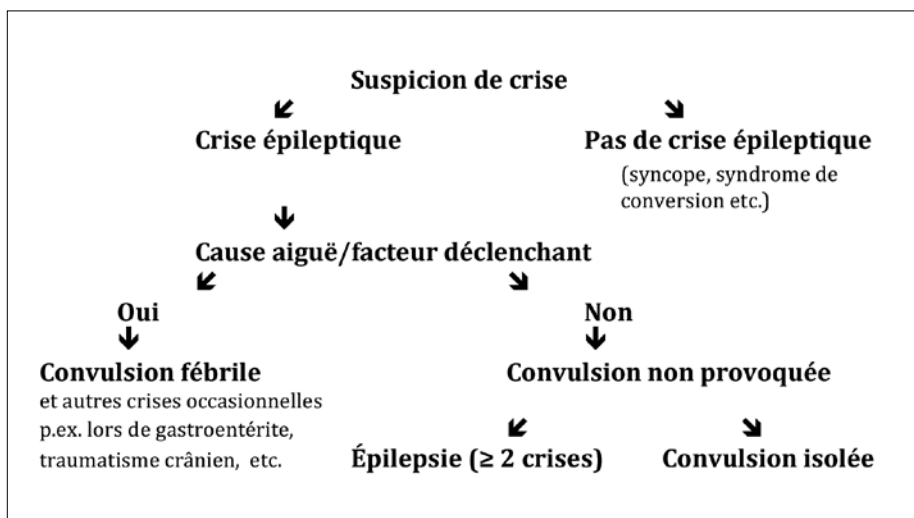 Suspicion de crise
Crise épileptique
Pas de crise épileptique
(syncope, syndrome de
conversion etc.)
Cause aiguë/facteur déclenchant
Oui
Non
Convulsion fébrile
et autres crises occasionnelles
p.ex. lors de gastroentérite,
traumatisme crânien, etc.
Convulsion non provoquée
Épilepsie (≥ 2 crises)
Convulsion isolée